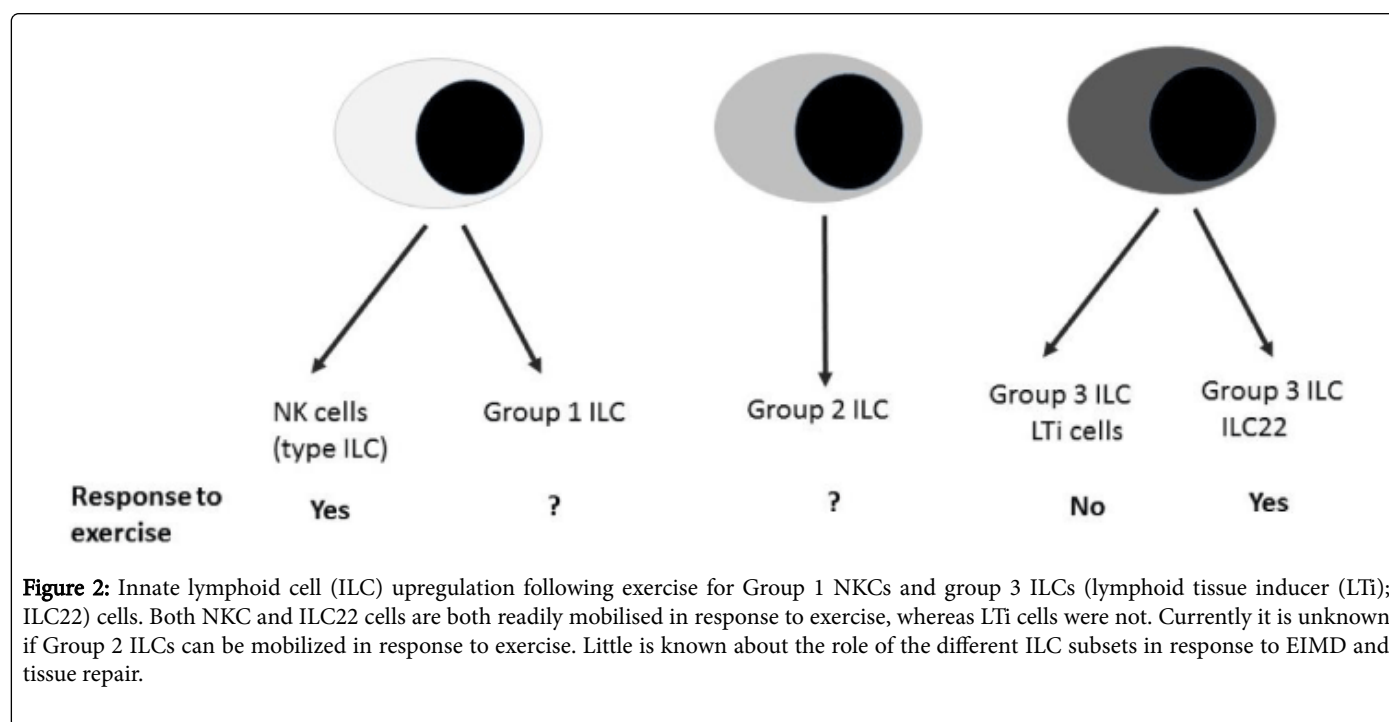 NK cells
(type ILC)
Group 1 ILC
Group 2 ILC
Group 3 ILC
LTi cells
Group 3 ILC
ILC22
Response to
exercise
Yes
?
?
No
Yes
Figure 2: Innate lymphoid cell (ILC) upregulation following exercise for Group 1 NKCs and group 3 ILCs (lymphoid tissue inducer (LTi);
ILC22) cells. Both NKC and ILC22 cells are both readily mobilised in response to exercise, whereas LTi cells were not. Currently it is unknown
if Group 2 ILCs can be mobilized in response to exercise. Little is known about the role of the different ILC subsets in response to EIMD and
tissue repair.